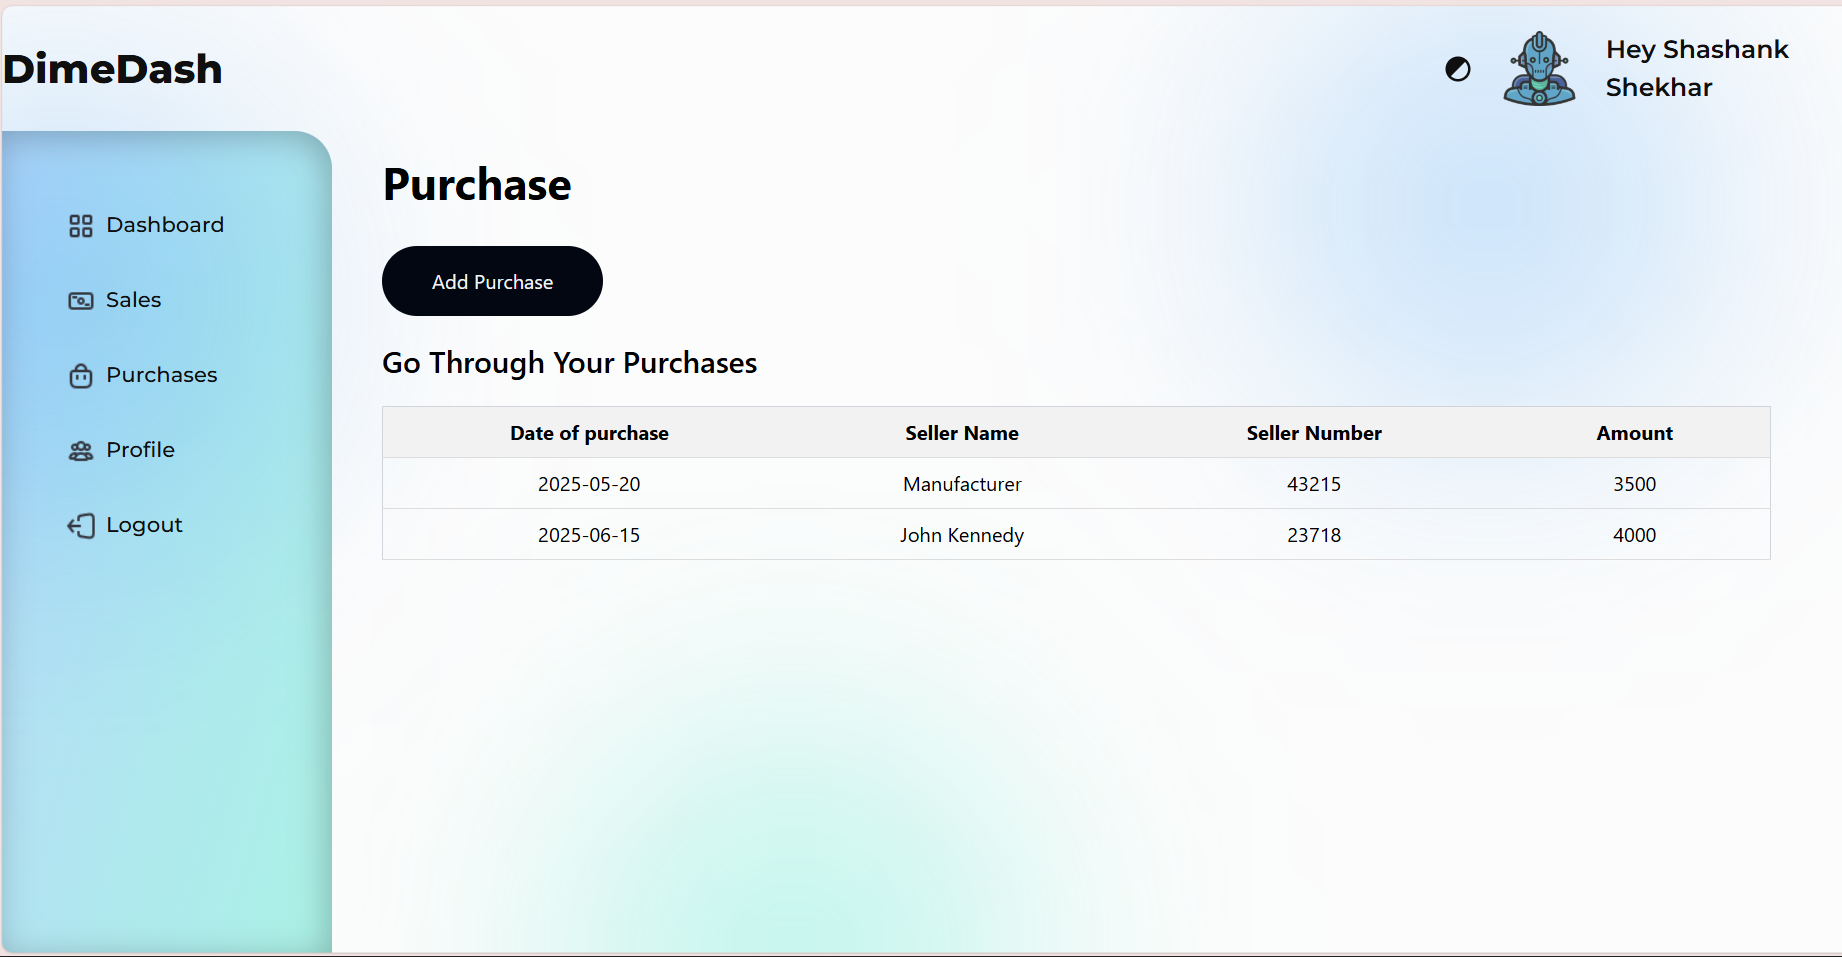 DimeDash
Hey Shashank
Shekhar
Dashboard
Sales
Purchases
Profile
Logout
Purchase
Add Purchase
Go Through Your Purchases
Date of purchase Seller Name Seller Number Amount
2025-05-20 Manufacturer 43215 3500
2025-06-15 John Kennedy 23718 4000